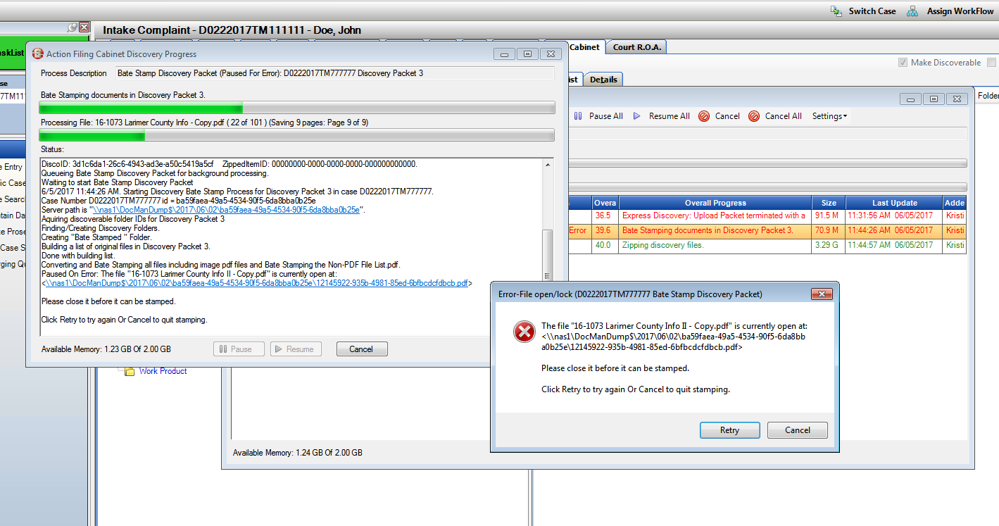 Switch Case
Assign WorkFlow
Intake Complaint - D0222017TM111111 - Doe, John
askList
Cabinet
Court R.O.A.
Make Discoverable
Action Filing Cabinet Discovery Progress
Process Description
Bate Stamp Discovery Packet (Paused For Error): D0222017TM777777 Discovery Packet 3
ist
Details
se
7TM11
Folder
Bate Stamping documents in Discovery Packet 3.
Pause All
Resume All
Cancel
Cancel All
Settings
Processing File: 16-1073 Larimer County Info - Copy.pdf ( 22 of 101 ) (Saving 9 pages: Page 9 of 9)
Status:
DiscoID: 3d1c6da1-26c6-4943-ad3e-a50c5419a5cf ZippedItemID: 00000000-0000-0000-0000-000000000000.
Queueing Bate Stamp Discovery Packet for background processing.
Waiting to start Bate Stamp Discovery Packet
6/5/2017 11:44:26 AM. Starting Discovery Bate Stamp Process for Discovery Packet 3 in case D0222017TM777777.
Case Number D0222017TM777777 id = ba59faea-49a5-4534-90f5-6da8bba0b25e
Server path is "\\nas1\DocManDump$\2017\06\02\ba59faea-49a5-4534-90f5-6da8bba0b25e".
Aquiring discoverable folder IDs for Discovery Packet 3
Finding/Creating Discovery Folders.
Creating "Bate Stamped " Folder.
Building a list of original files in Discovery Packet 3.
Done with building list.
Converting and Bate Stamping all files including image pdf files and Bate Stamping the Non-PDF File List.pdf.
Paused On Error: The file "16-1073 Larimer County Info II - Copy.pdf" is currently open at:
<\\nas1\DocManDump$\2017\06\02\ba59faea-49a5-4534-90f5-6da8bba0b25e\12145922-935b-4981-85ed-6bfbcdcfdbcb.pdf>
Please close it before it can be stamped.
Click Retry to try again Or Cancel to quit stamping.
Available Memory: 1.23 GB Of 2.00 GB
Pause
Resume
Cancel
e Entry
ic Case
e Search
ntain Da
te Prose
Case S
rging Qu
Overa
Overall Progress
Size
Last Update
Adde
36.5 Express Discovery: Upload Packet terminated with a 91.5 M 11:31:56 AM 06/05/2017 Kristi
Error 39.6 Bate Stamping documents in Discovery Packet 3. 70.9 M 11:44:26 AM 06/05/2017 Kristi
40.0 Zipping discovery files. 3.29 G 11:44:57 AM 06/05/2017 Kristi
Work Product
Error-File open/lock (D0222017TM777777 Bate Stamp Discovery Packet)
The file "16-1073 Larimer County Info II - Copy.pdf" is currently open at:
<\\nas1\DocManDump$\2017\06\02\ba59faea-49a5-4534-90f5-6da8bb
a0b25e\12145922-935b-4981-85ed-6bfbcdcfdbcb.pdf>
Please close it before it can be stamped.
Click Retry to try again Or Cancel to quit stamping.
Retry
Cancel
Available Memory: 1.24 GB Of 2.00 GB